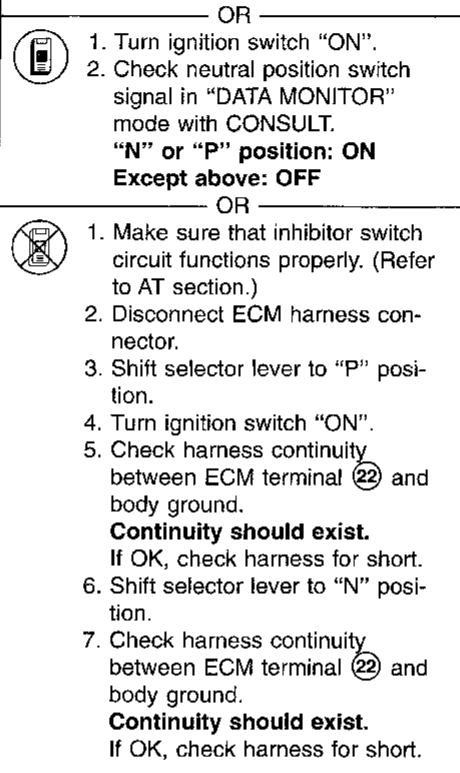 OR
1. Turn ignition switch “ON”.
2. Check neutral position switch
signal in “DATA MONITOR”
mode with CONSULT.
“N” or “P” position: ON
Except above: OFF
OR
1. Make sure that inhibitor switch
circuit functions properly. (Refer
to AT section.)
2. Disconnect ECM harness con-
nector.
3. Shift selector lever to “P” posi-
tion.
4. Turn ignition switch “ON”.
5. Check harness continuity
between ECM terminal 22 and
body ground.
Continuity should exist.
If OK, check harness for short.
6. Shift selector lever to “N” posi-
tion.
7. Check harness continuity
between ECM terminal 22 and
body ground.
Continuity should exist.
If OK, check harness for short.